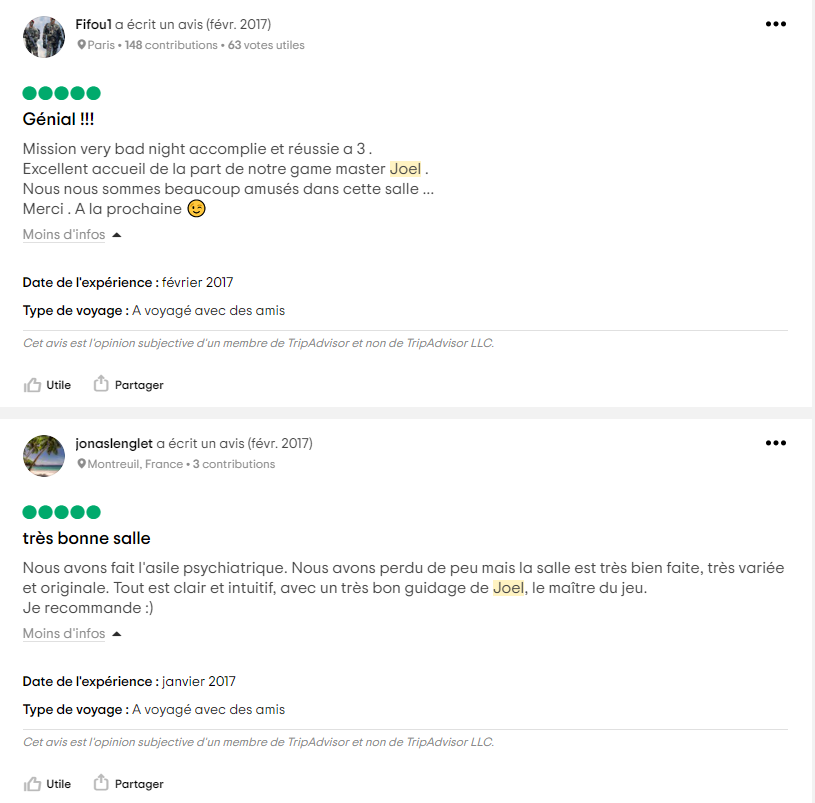 Fifou1 a écrit un avis (févr. 2017)
Paris • 148 contributions • 63 votes utiles
Génial !!!
Mission very bad night accomplie et réussie a 3 .
Excellent accueil de la part de notre game master Joel .
Nous nous sommes beaucoup amusés dans cette salle ...
Merci . A la prochaine 😉
Moins d'infos
Date de l'expérience : février 2017
Type de voyage : A voyagé avec des amis
Cet avis est l'opinion subjective d'un membre de TripAdvisor et non de TripAdvisor LLC.
Utile Partager
jonaslenglet a écrit un avis (févr. 2017)
Montreuil, France • 3 contributions
très bonne salle
Nous avons fait l'asile psychiatrique. Nous avons perdu de peu mais la salle est très bien faite, très variée
et originale. Tout est clair et intuitif, avec un très bon guidage de Joel, le maître du jeu.
Je recommande :)
Moins d'infos
Date de l'expérience : janvier 2017
Type de voyage : A voyagé avec des amis
Cet avis est l'opinion subjective d'un membre de TripAdvisor et non de TripAdvisor LLC.
Utile Partager